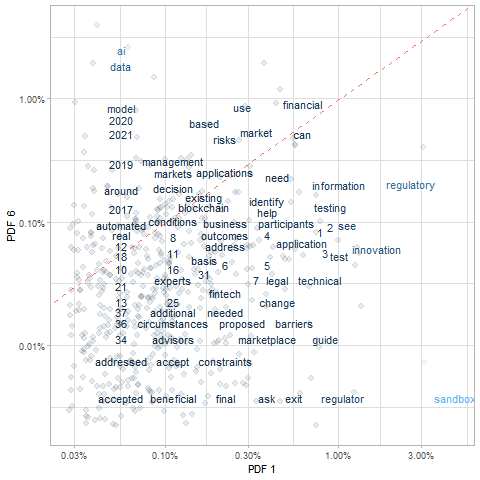 ai
data
model
use
financial
1.00%
2020
based
2021
market
can
risks
2019
management
markets
applications
need
around
decision
information
regulatory
existing
identify
2017
blockchain
help
testing
0.10%
automated
conditions
business
participants
1
2
see
real
8
outcomes
4
12
address
application
innovation
18
11
3
test
10
16
basis
6
5
31
21
experts
7
legal
technical
fintech
13
25
change
37
additional
needed
36
circumstances
proposed
barriers
34
advisors
marketplace
guide
0.01%
addressed
accept
constraints
accepted
beneficial
final
ask
exit
regulator
sandbox
0.03%
0.10%
0.30%
1.00%
3.00%
PDF 1
PDF 6